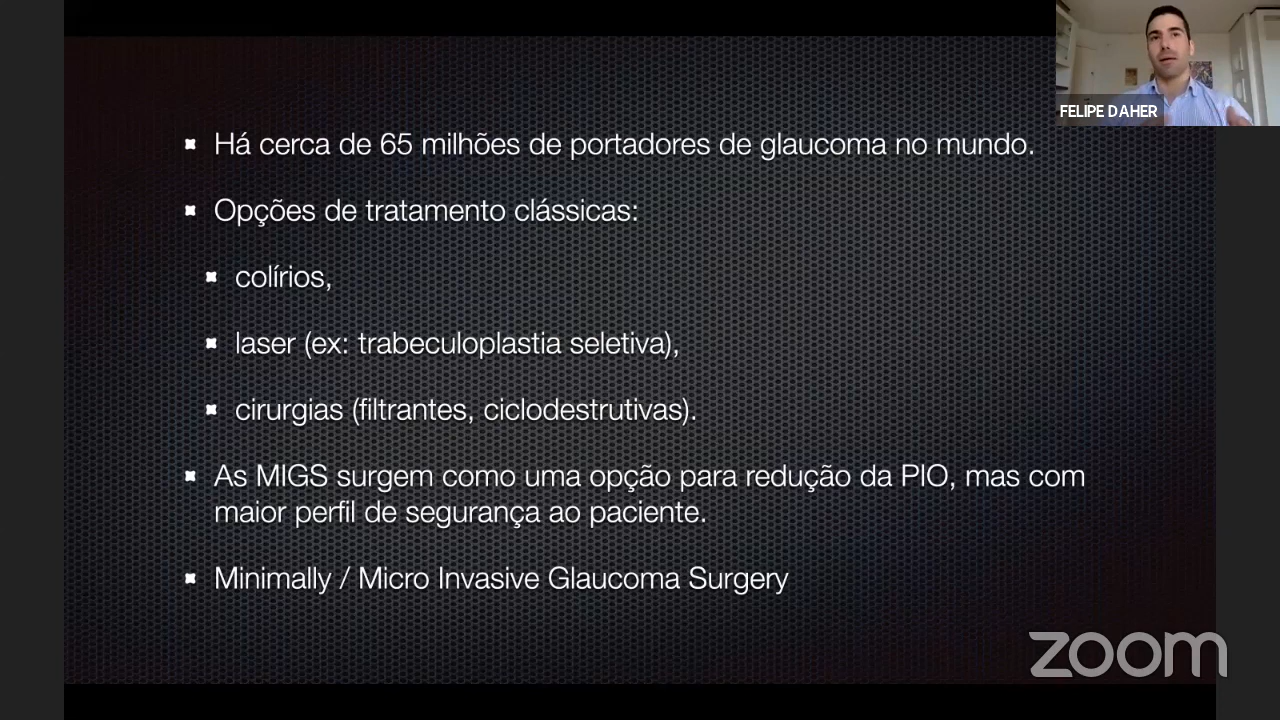 FELIPE DAHER
Há cerca de 65 milhões de portadores de glaucoma no mundo.
Opções de tratamento clássicas:
colírios,
laser (ex: trabeculoplastia seletiva),
cirurgias (filtrantes, ciclodestrutivas).
As MIGS surgem como uma opção para redução da PIO, mas com
maior perfil de segurança ao paciente.
Minimally / Micro Invasive Glaucoma Surgery
zoom